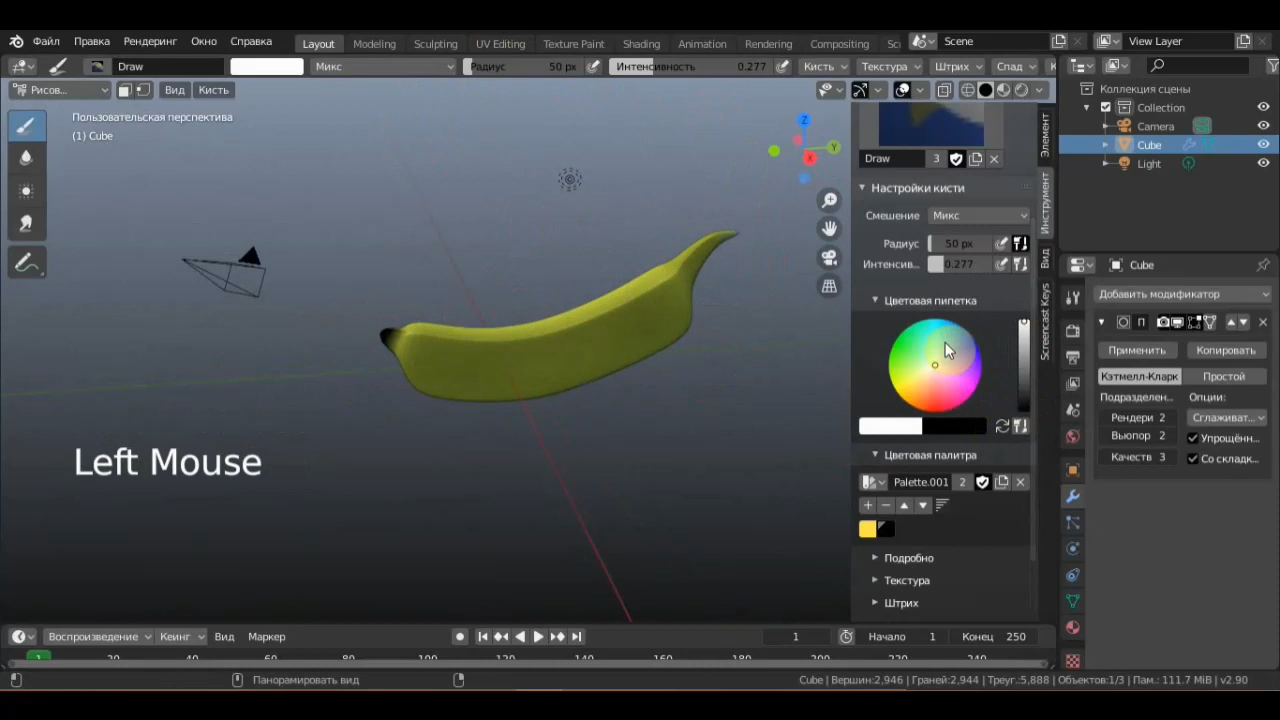 Файл Правка Рендеринг Окно Справка Layout Modeling Sculpting UV Editing Texture Paint Shading Animation Rendering Compositing Sc Scene View Layer
Draw Микс Радиус 50 px Интенсивность 0.277 Кисть Текстура Штрих Спад К
Рисов... Вид Кисть
Пользовательская перспектива
(1) Cube
Z
Y
X
Left Mouse
Draw 3
Настройки кисти
Смешение Микс
Радиус 50 px
Интенсив... 0.277
Цветовая пипетка
Цветовая палитра
Palette.001 2
Подробно
Текстура
Штрих
Элемент
Инструмент
Вид
Screencast Keys
Коллекция сцены
Collection
Camera
Cube
Light
Cube
Добавить модификатор
П
Применить Копировать
Кэтмелл-Кларк Простой
Подразделен... Опции:
Рендери 2 Сглаживат...
Вьюпор 2 Упрощённ...
Качеств 3 Со складк...
Воспроизведение Кеинг Вид Маркер 1 Начало 1 Конец 250
1 20 40 60 80 100 120 140 160 180 200 220 240
Панорамировать вид Cube | Вершин:2,946 | Граней:2,944 | Треуг.:5,888 | Объектов:1/3 | Пам.: 111.7 MiB | v2.90